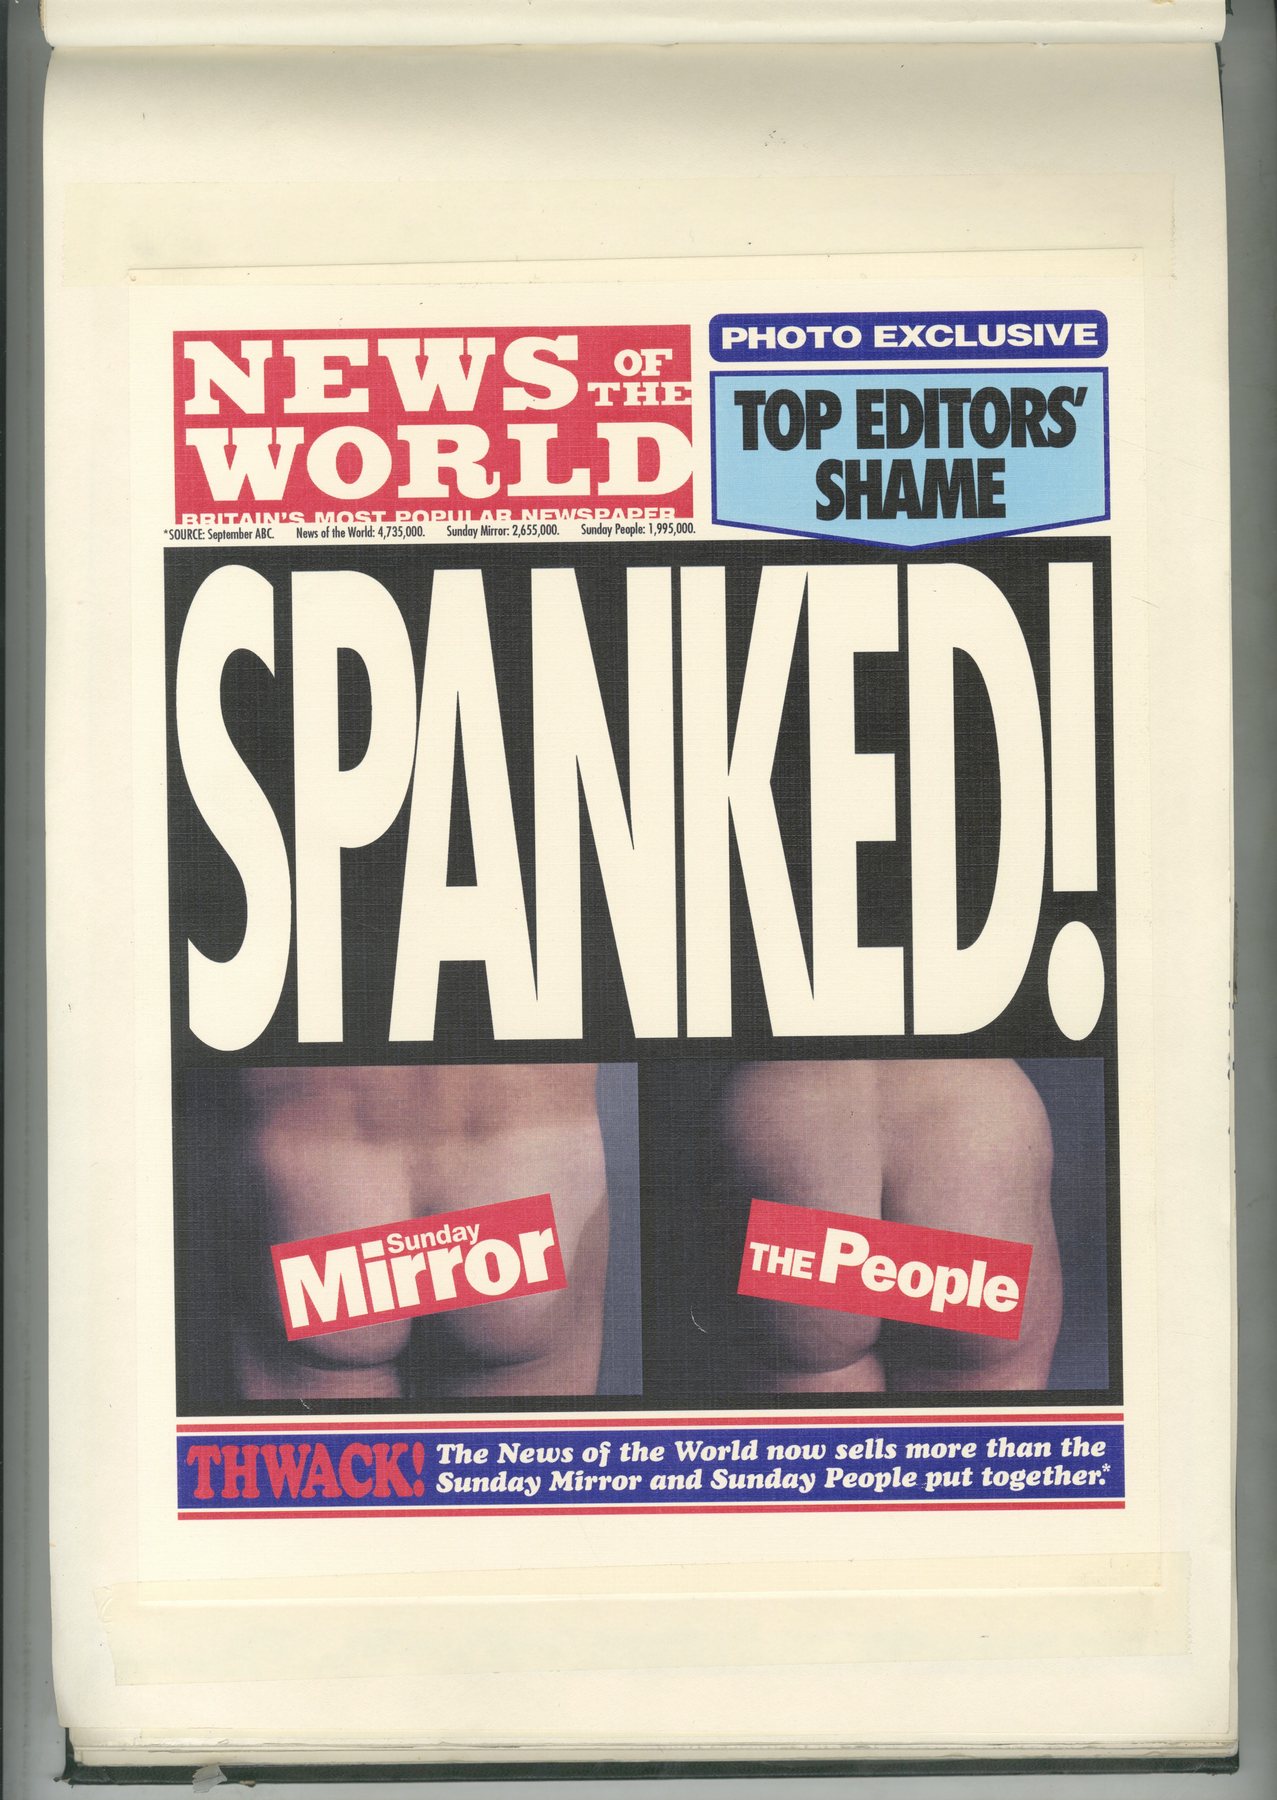 NEWS OF THE
WORLD
BRITAIN'S MOST POPULAR NEWSPAPER
PHOTO EXCLUSIVE
TOP EDITORS'
SHAME
*SOURCE: September ABC. News of the World: 4,735,000. Sunday Mirror: 2,655,000. Sunday People: 1,995,000.
SPANKED!
Sunday
Mirror
THE People
THWACK!
The News of the World now sells more than the
Sunday Mirror and Sunday People put together.*